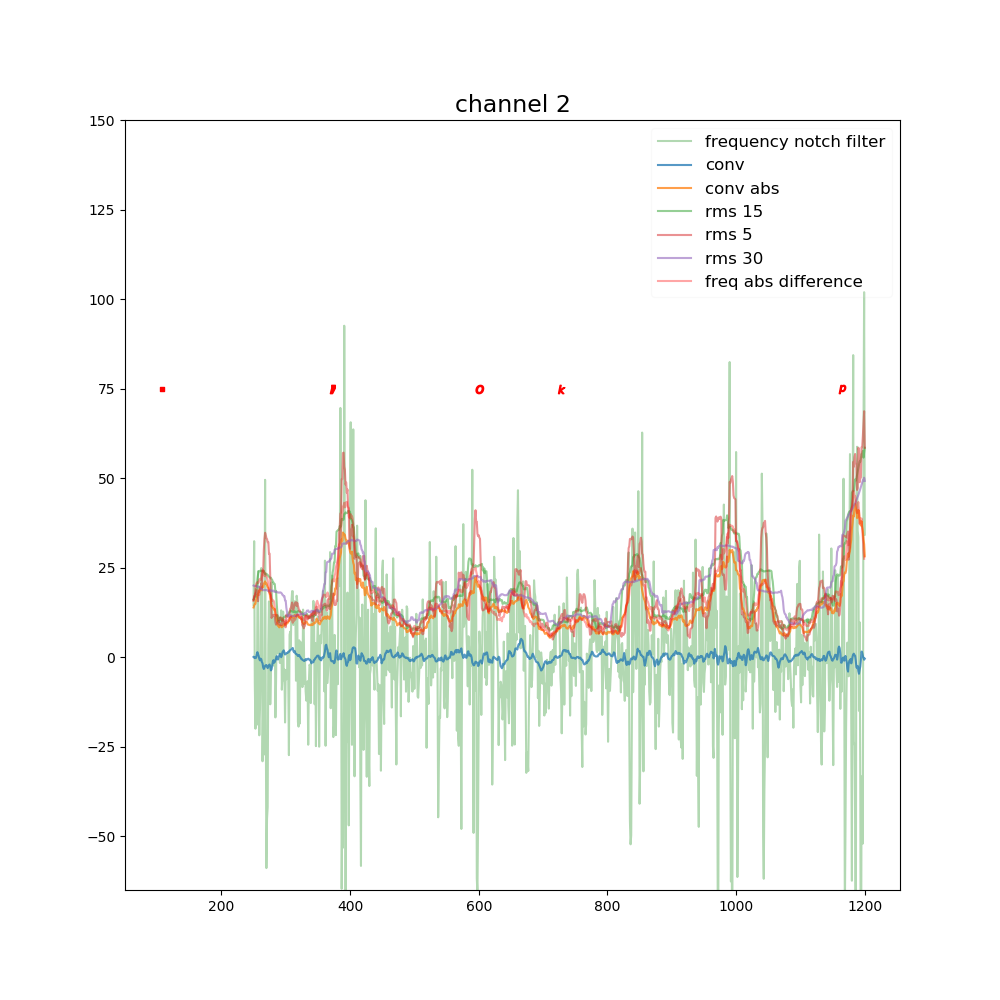 channel 2
150
125
100
75
50
25
0
−25
−50
200 400 600 800 1000 1200
frequency notch filter
conv
conv abs
rms 15
rms 5
rms 30
freq abs difference
o k p